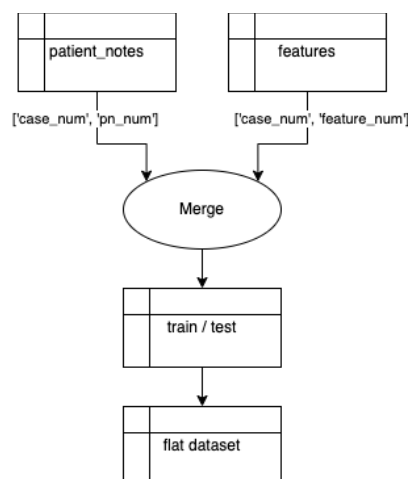 patient_notes
features
['case_num', 'pn_num']
['case_num', 'feature_num']
Merge
train / test
flat dataset